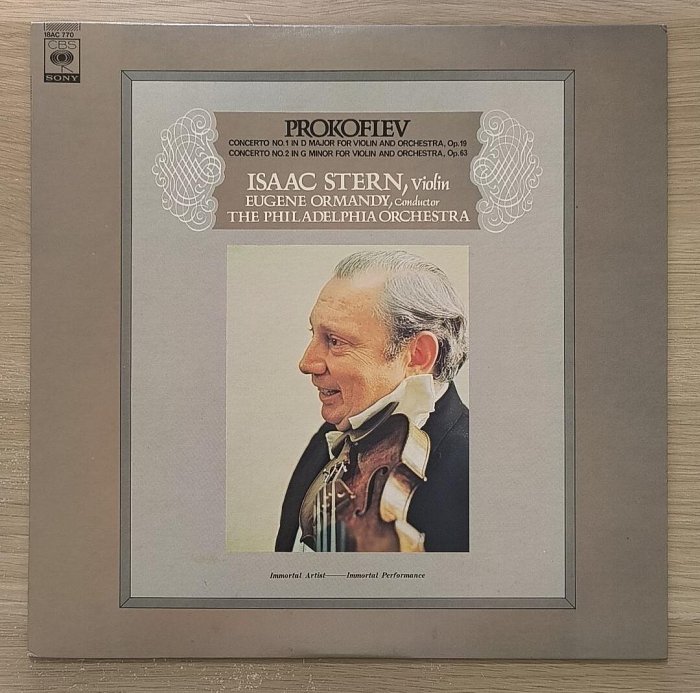 18AC 770
CBS
SONY
PROKOFIEV
CONCERTO NO.1 IN D MAJOR FOR VIOLIN AND ORCHESTRA, Op.19
CONCERTO NO.2 IN G MINOR FOR VIOLIN AND ORCHESTRA, Op.63
ISAAC STERN, Violin
EUGENE ORMANDY, Conductor
THE PHILADELPHIA ORCHESTRA
Immortal Artist——Immortal Performance